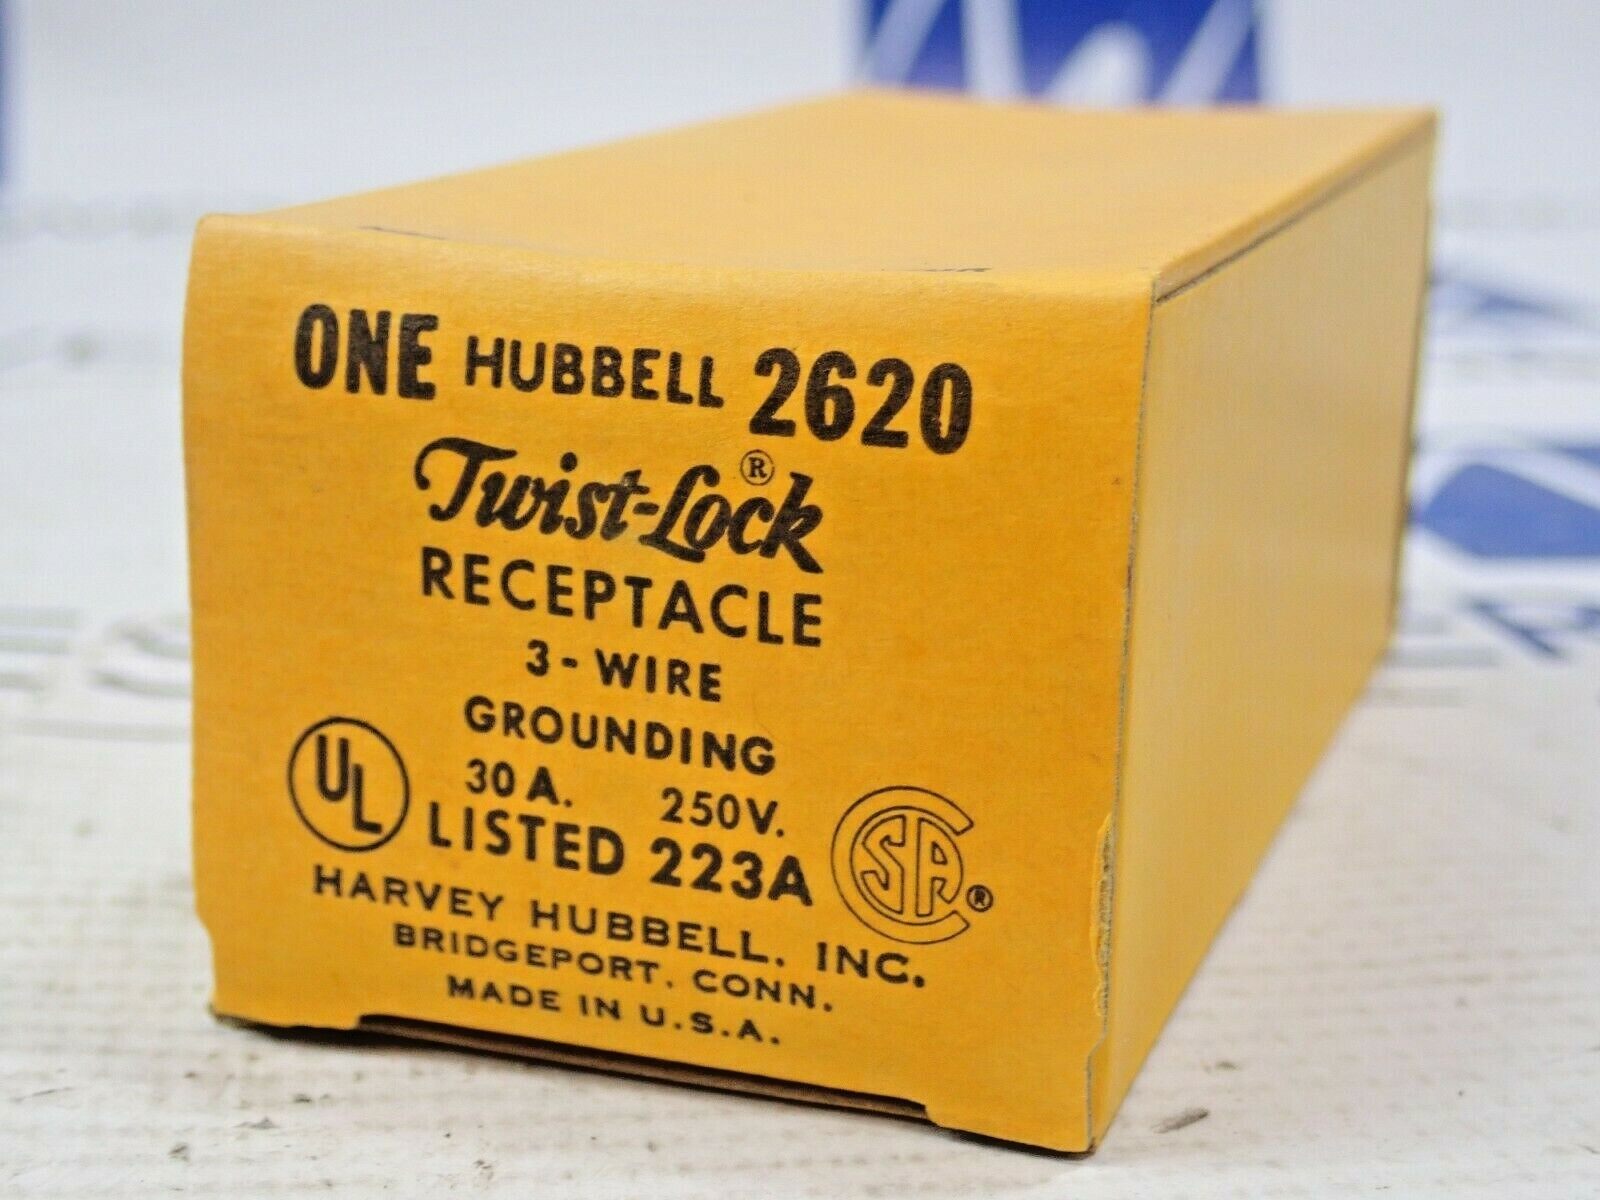 ONE HUBBELL 2620
Twist-Lock®
RECEPTACLE
3-WIRE
GROUNDING
30 A. 250V.
UL LISTED 223A
CSA®
HARVEY HUBBELL, INC.
BRIDGEPORT, CONN.
MADE IN U.S.A.